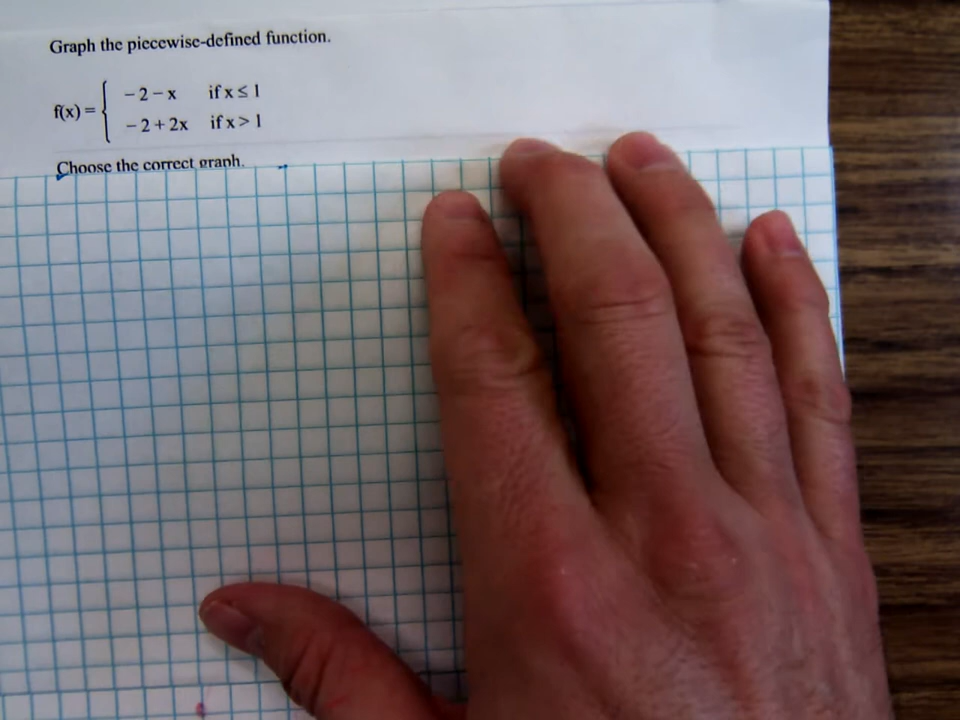 Graph the piecewise-defined function.
f(x) = { -2-x if x ≤ 1
-2+2x if x > 1
Choose the correct graph.